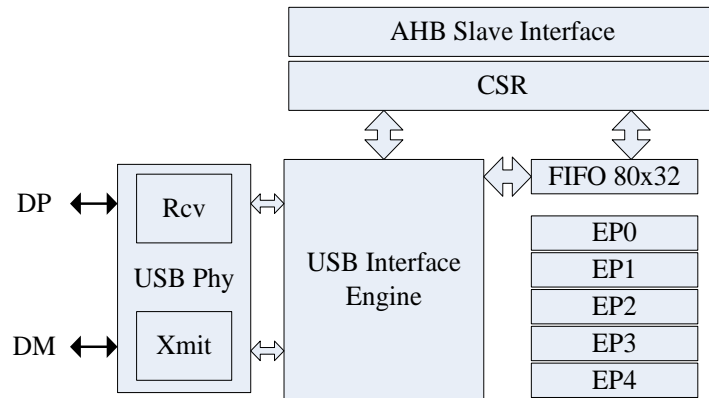 AHB Slave Interface
CSR
FIFO 80x32
DP
Rcv
EP0
EP1
USB Phy
USB Interface
Engine
EP2
EP3
DM
Xmit
EP4